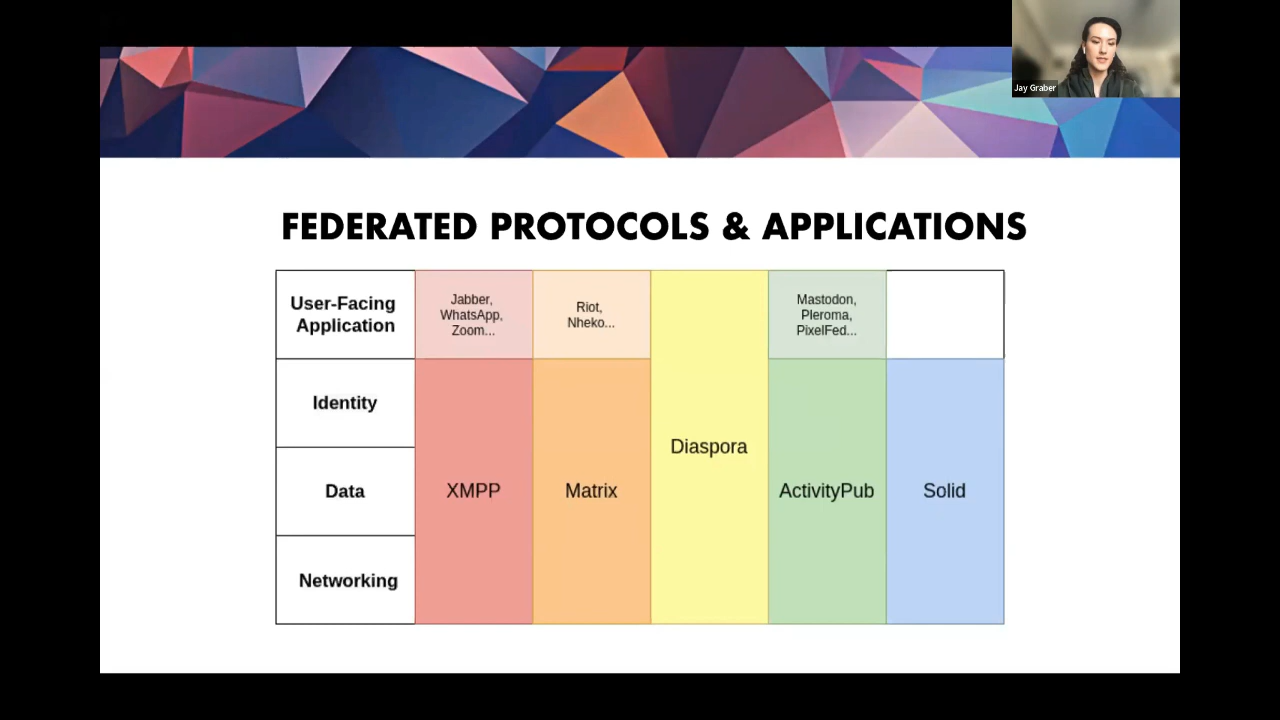 Jay Graber
FEDERATED PROTOCOLS & APPLICATIONS
User-Facing
Application
Jabber,
WhatsApp,
Zoom...
Riot,
Nheko...
Mastodon,
Pleroma,
PixelFed...
Identity
Diaspora
Data
XMPP
Matrix
ActivityPub
Solid
Networking